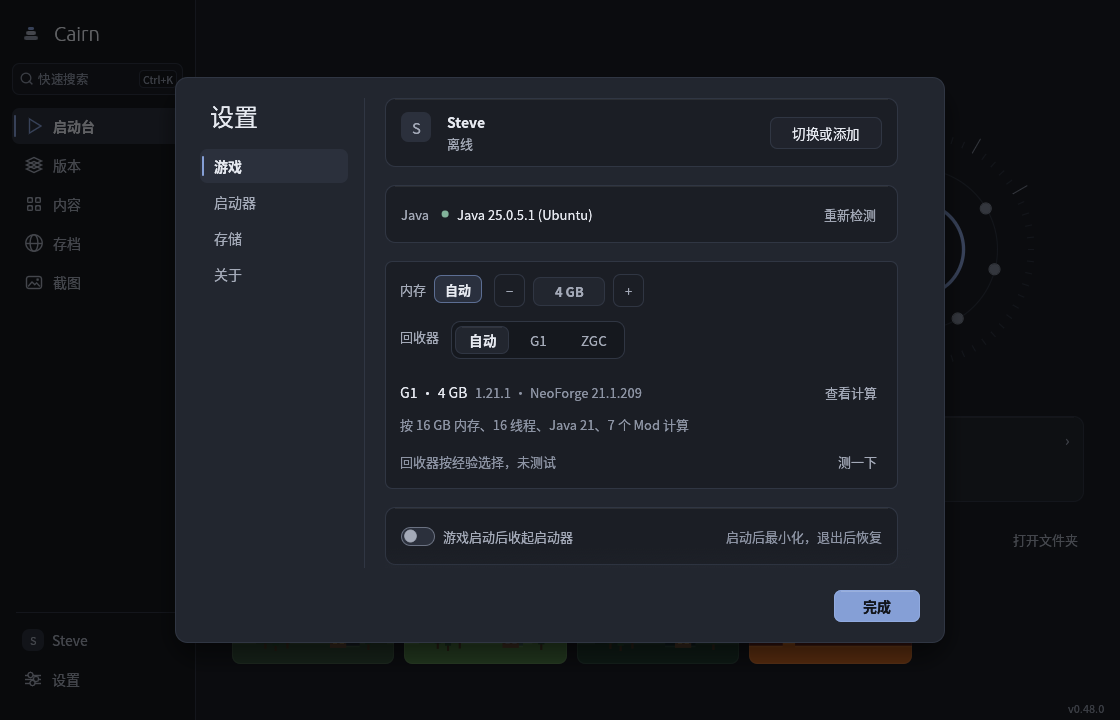 Cairn
快速搜索 Ctrl+K
启动台
版本
内容
存档
截图
S Steve
设置
设置
游戏
启动器
存储
关于
S Steve
离线
切换或添加
Java Java 25.0.5.1 (Ubuntu) 重新检测
内存 自动 − 4 GB +
回收器 自动 G1 ZGC
G1 · 4 GB 1.21.1 · NeoForge 21.1.209 查看计算
按 16 GB 内存、16 线程、Java 21、7 个 Mod 计算
回收器按经验选择，未测试 测一下
游戏启动后收起启动器 启动后最小化，退出后恢复
完成
打开文件夹
v0.48.0